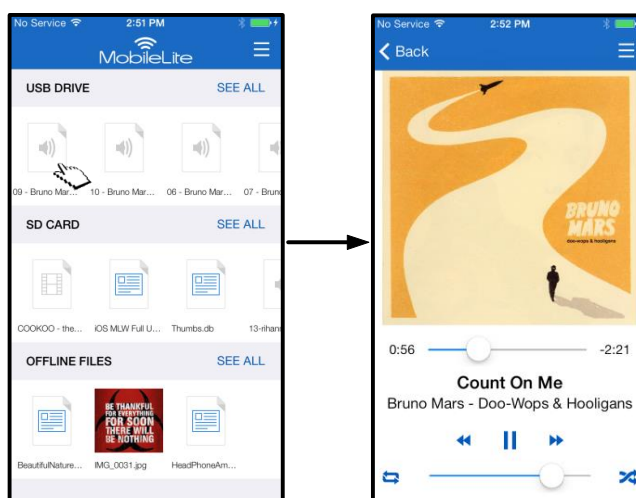 No Service 2:51 PM
MobileLite
USB DRIVE SEE ALL
09 - Bruno Mar... 10 - Bruno Mar... 06 - Bruno Mar... 07 - Brun
SD CARD SEE ALL
COOKOO - the... iOS MLW Full U... Thumbs.db 13-rihann
OFFLINE FILES SEE ALL
BE THANKFUL
FOR EVERYTHING
FOR SOON
THERE WILL
BE NOTHING
BeautifulNature... IMG_0031.jpg HeadPhoneAm...
No Service 2:52 PM
Back
BRUNO
MARS
doo-wops & hooligans
0:56 -2:21
Count On Me
Bruno Mars - Doo-Wops & Hooligans